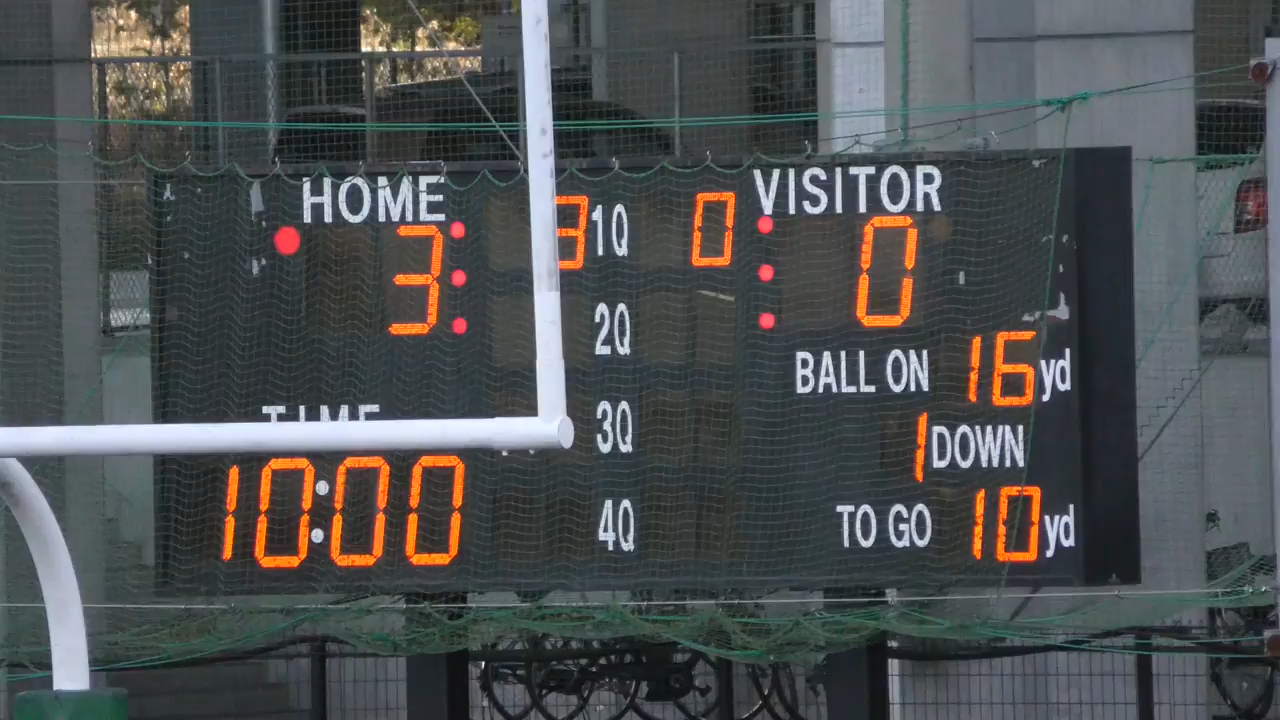 HOME VISITOR
3 3 1Q 0 0
2Q
BALL ON 16 yd
TIME 3Q 1 DOWN
10:00 4Q TO GO 10 yd